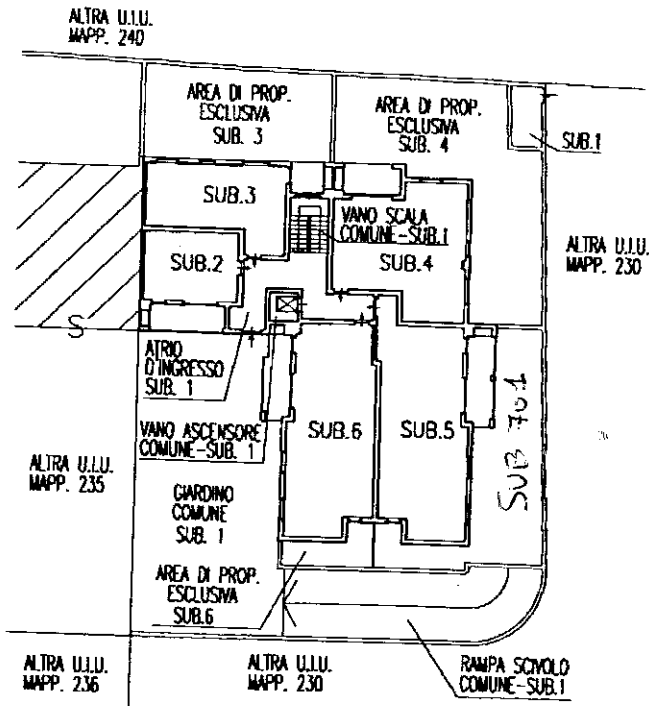 ALTRA U.I.U.
MAPP. 240
AREA DI PROP.
ESCLUSIVA
SUB. 3
AREA DI PROP.
ESCLUSIVA
SUB. 4
SUB.1
SUB.3
VANO SCALA
COMUNE-SUB.1
SUB.4
SUB.2
ALTRA U.I.U.
MAPP. 230
S
ATRIO
D'INGRESSO
SUB. 1
VANO ASCENSORE
COMUNE-SUB. 1
SUB.6
SUB.5
SUB 701
ALTRA U.I.U.
MAPP. 235
GIARDINO
COMUNE
SUB. 1
AREA DI PROP.
ESCLUSIVA
SUB.6
ALTRA U.I.U.
MAPP. 236
ALTRA U.I.U.
MAPP. 230
RAMPA SCIVOLO
COMUNE-SUB.1